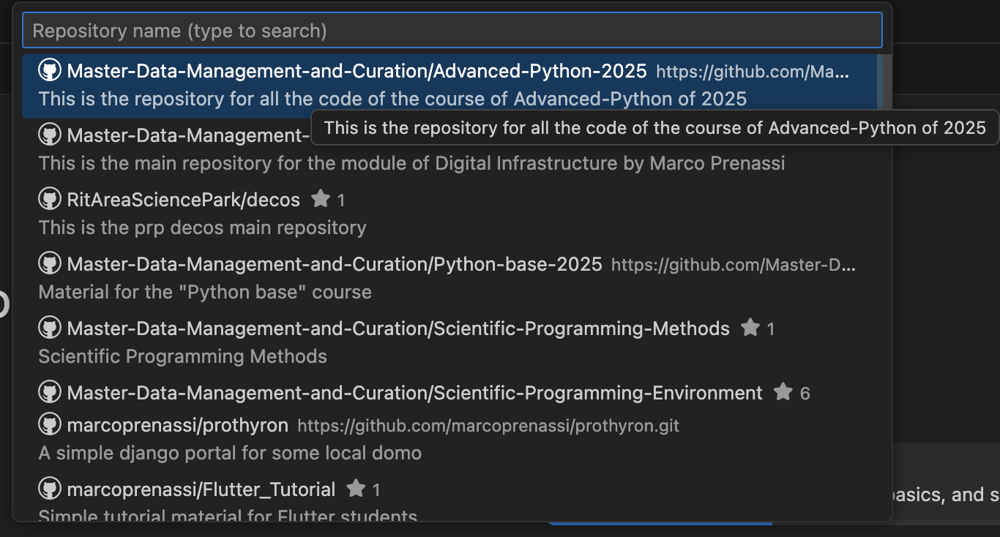 Repository name (type to search)
Master-Data-Management-and-Curation/Advanced-Python-2025 https://github.com/Ma...
This is the repository for all the code of the course of Advanced-Python of 2025
This is the repository for all the code of the course of Advanced-Python of 2025
Master-Data-Management-
This is the main repository for the module of Digital Infrastructure by Marco Prenassi
RitAreaSciencePark/decos ★ 1
This is the prp decos main repository
Master-Data-Management-and-Curation/Python-base-2025 https://github.com/Master-D...
Material for the "Python base" course
Master-Data-Management-and-Curation/Scientific-Programming-Methods ★ 1
Scientific Programming Methods
Master-Data-Management-and-Curation/Scientific-Programming-Environment ★ 6
marcoprenassi/prothyron https://github.com/marcoprenassi/prothyron.git
A simple django portal for some local domo
marcoprenassi/Flutter_Tutorial ★ 1
asics, and s
Simple tutorial material for Flutter students